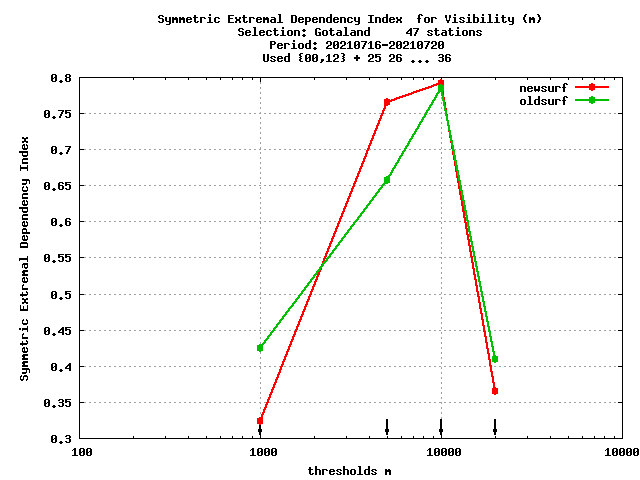 Symmetric Extremal Dependency Index  for Visibility (m)
Selection: Gotaland     47 stations
Period: 20210716-20210720
Used {00,12} + 25 26 ... 36
newsurf
oldsurf
Symmetric Extremal Dependency Index
0.8
0.75
0.7
0.65
0.6
0.55
0.5
0.45
0.4
0.35
0.3
100 1000 10000 10000
thresholds m